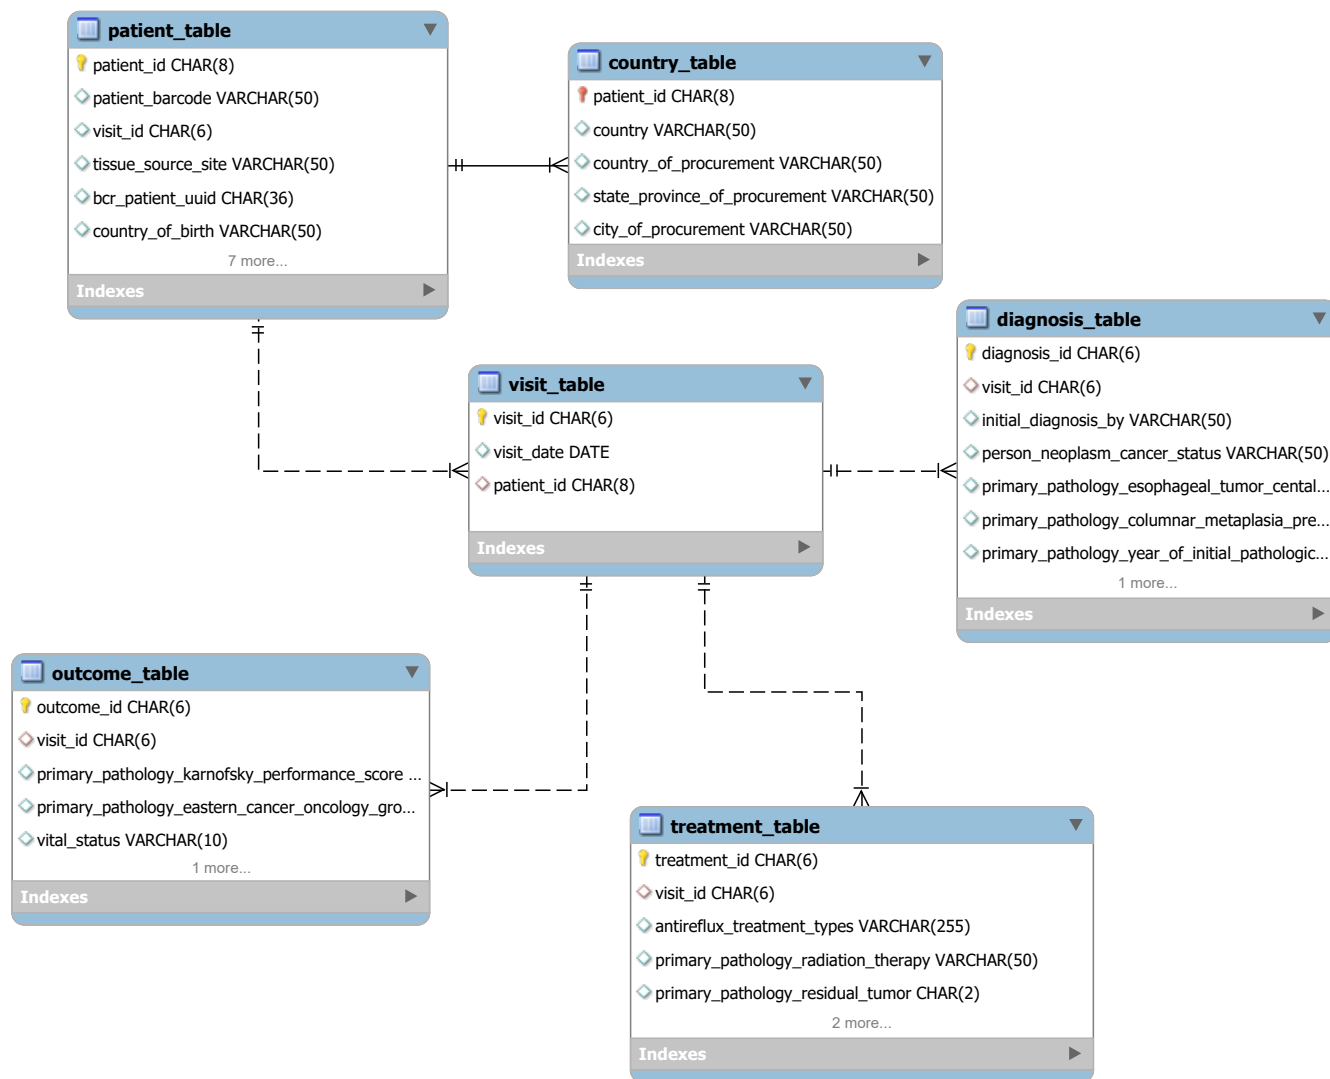 patient_table
patient_id CHAR(8)
patient_barcode VARCHAR(50)
visit_id CHAR(6)
tissue_source_site VARCHAR(50)
bcr_patient_uuid CHAR(36)
country_of_birth VARCHAR(50)
7 more...
Indexes
country_table
patient_id CHAR(8)
country VARCHAR(50)
country_of_procurement VARCHAR(50)
state_province_of_procurement VARCHAR(50)
city_of_procurement VARCHAR(50)
Indexes
diagnosis_table
diagnosis_id CHAR(6)
visit_id CHAR(6)
initial_diagnosis_by VARCHAR(50)
person_neoplasm_cancer_status VARCHAR(50)
primary_pathology_esophageal_tumor_cental...
primary_pathology_columnar_metaplasia_pre...
primary_pathology_year_of_initial_pathologic...
1 more...
Indexes
visit_table
visit_id CHAR(6)
visit_date DATE
patient_id CHAR(8)
Indexes
outcome_table
outcome_id CHAR(6)
visit_id CHAR(6)
primary_pathology_karnofsky_performance_score ...
primary_pathology_eastern_cancer_oncology_gro...
vital_status VARCHAR(10)
1 more...
Indexes
treatment_table
treatment_id CHAR(6)
visit_id CHAR(6)
antireflux_treatment_types VARCHAR(255)
primary_pathology_radiation_therapy VARCHAR(50)
primary_pathology_residual_tumor CHAR(2)
2 more...
Indexes